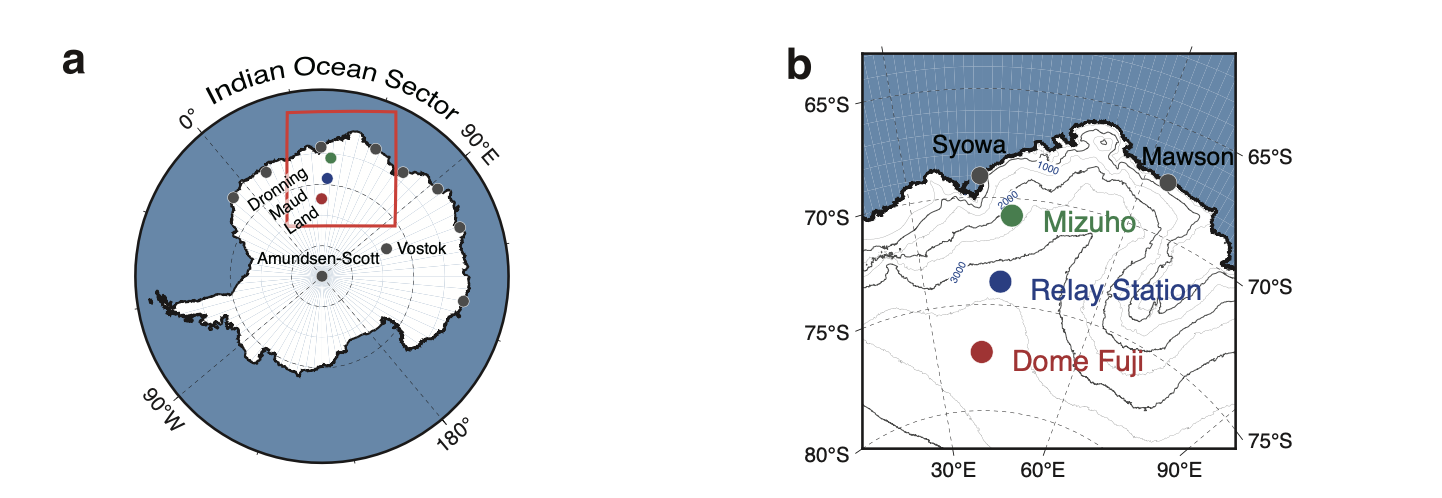 a
Indian Ocean Sector
0°
90°E
Dronning
Maud
Land
Amundsen-Scott
Vostok
90°W
180°
b
65°S
Syowa
1000
Mawson
65°S
2000
70°S
Mizuho
3000
Relay Station
70°S
75°S
Dome Fuji
80°S
75°S
30°E
60°E
90°E